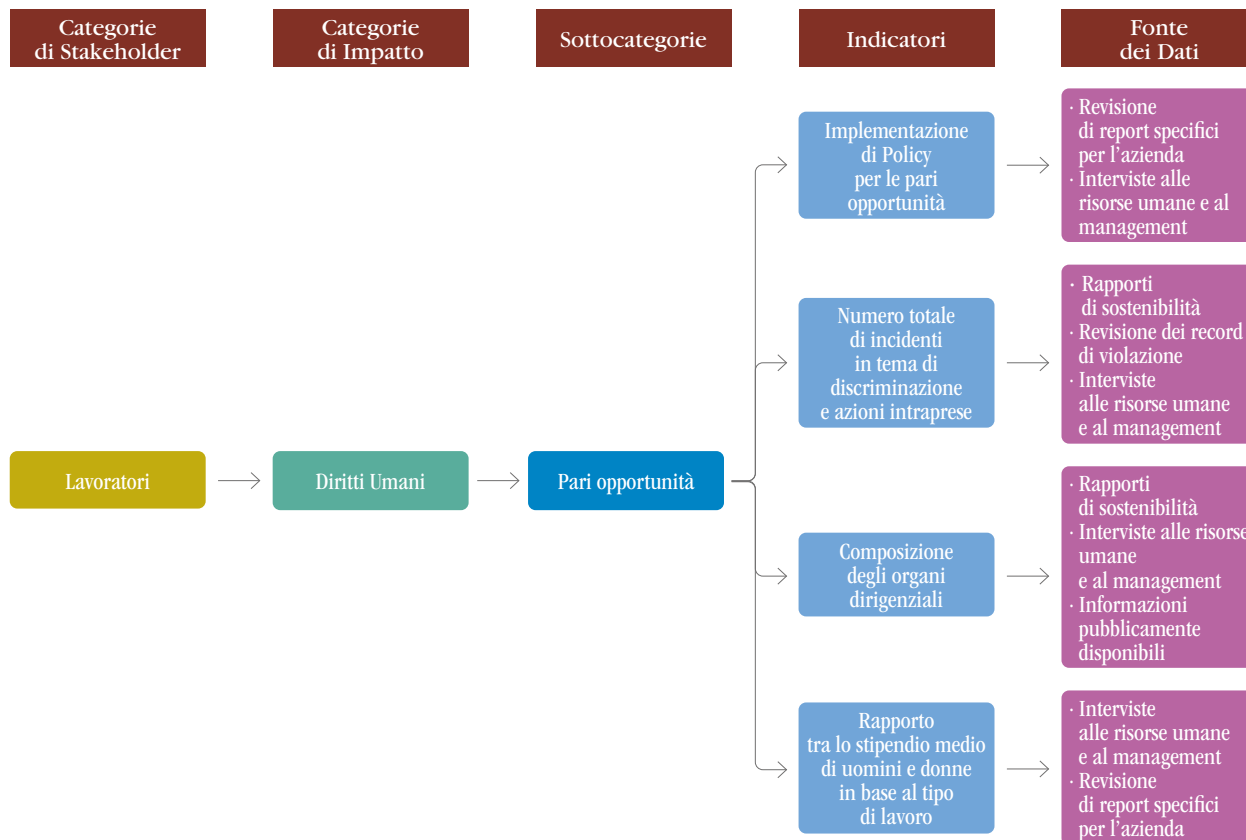 Categorie
di Stakeholder
Categorie
di Impatto
Sottocategorie
Indicatori
Fonte
dei Dati
Lavoratori
Diritti Umani
Pari opportunità
Implementazione
di Policy
per le pari
opportunità
· Revisione
di report specifici
per l'azienda
· Interviste alle
risorse umane e al
management
Numero totale
di incidenti
in tema di
discriminazione
e azioni intraprese
· Rapporti
di sostenibilità
· Revisione dei record
di violazione
· Interviste
alle risorse umane
e al management
Composizione
degli organi
dirigenziali
· Rapporti
di sostenibilità
· Interviste alle risorse
umane
e al management
· Informazioni
pubblicamente
disponibili
Rapporto
tra lo stipendio medio
di uomini e donne
in base al tipo
di lavoro
· Interviste
alle risorse umane
e al management
· Revisione
di report specifici
per l'azienda